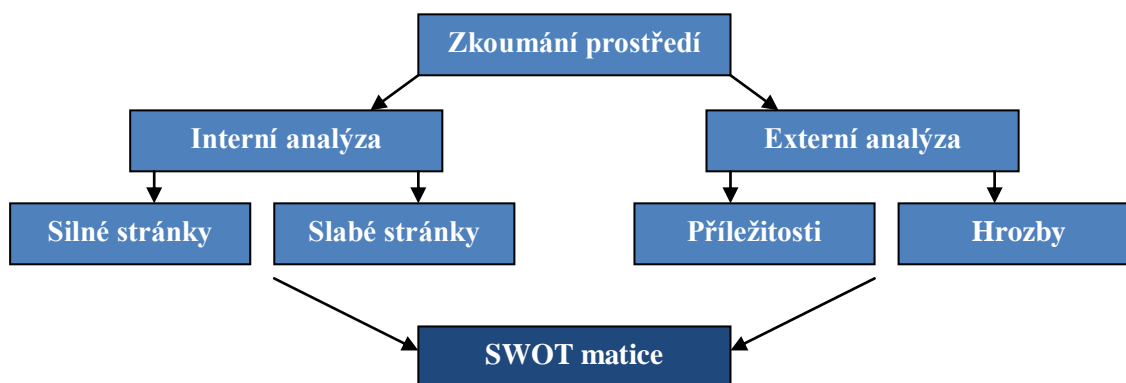 Zkoumání prostředí
Interní analýza
Externí analýza
Silné stránky
Slabé stránky
Příležitosti
Hrozby
SWOT matice